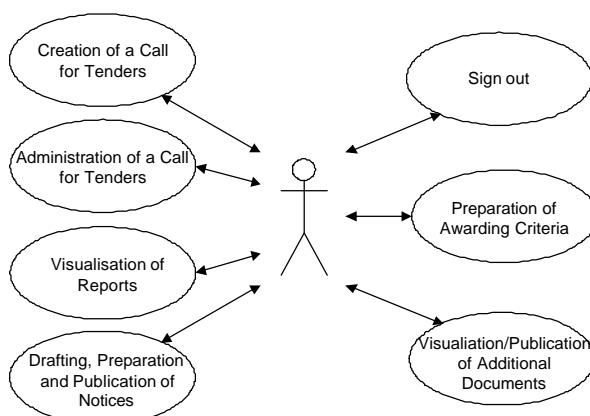 Creation of a Call
for Tenders
Administration of a Call
for Tenders
Visualisation of
Reports
Drafting, Preparation
and Publication of
Notices
Sign out
Preparation of
Awarding Criteria
Visualiation/Publication
of Additional
Documents